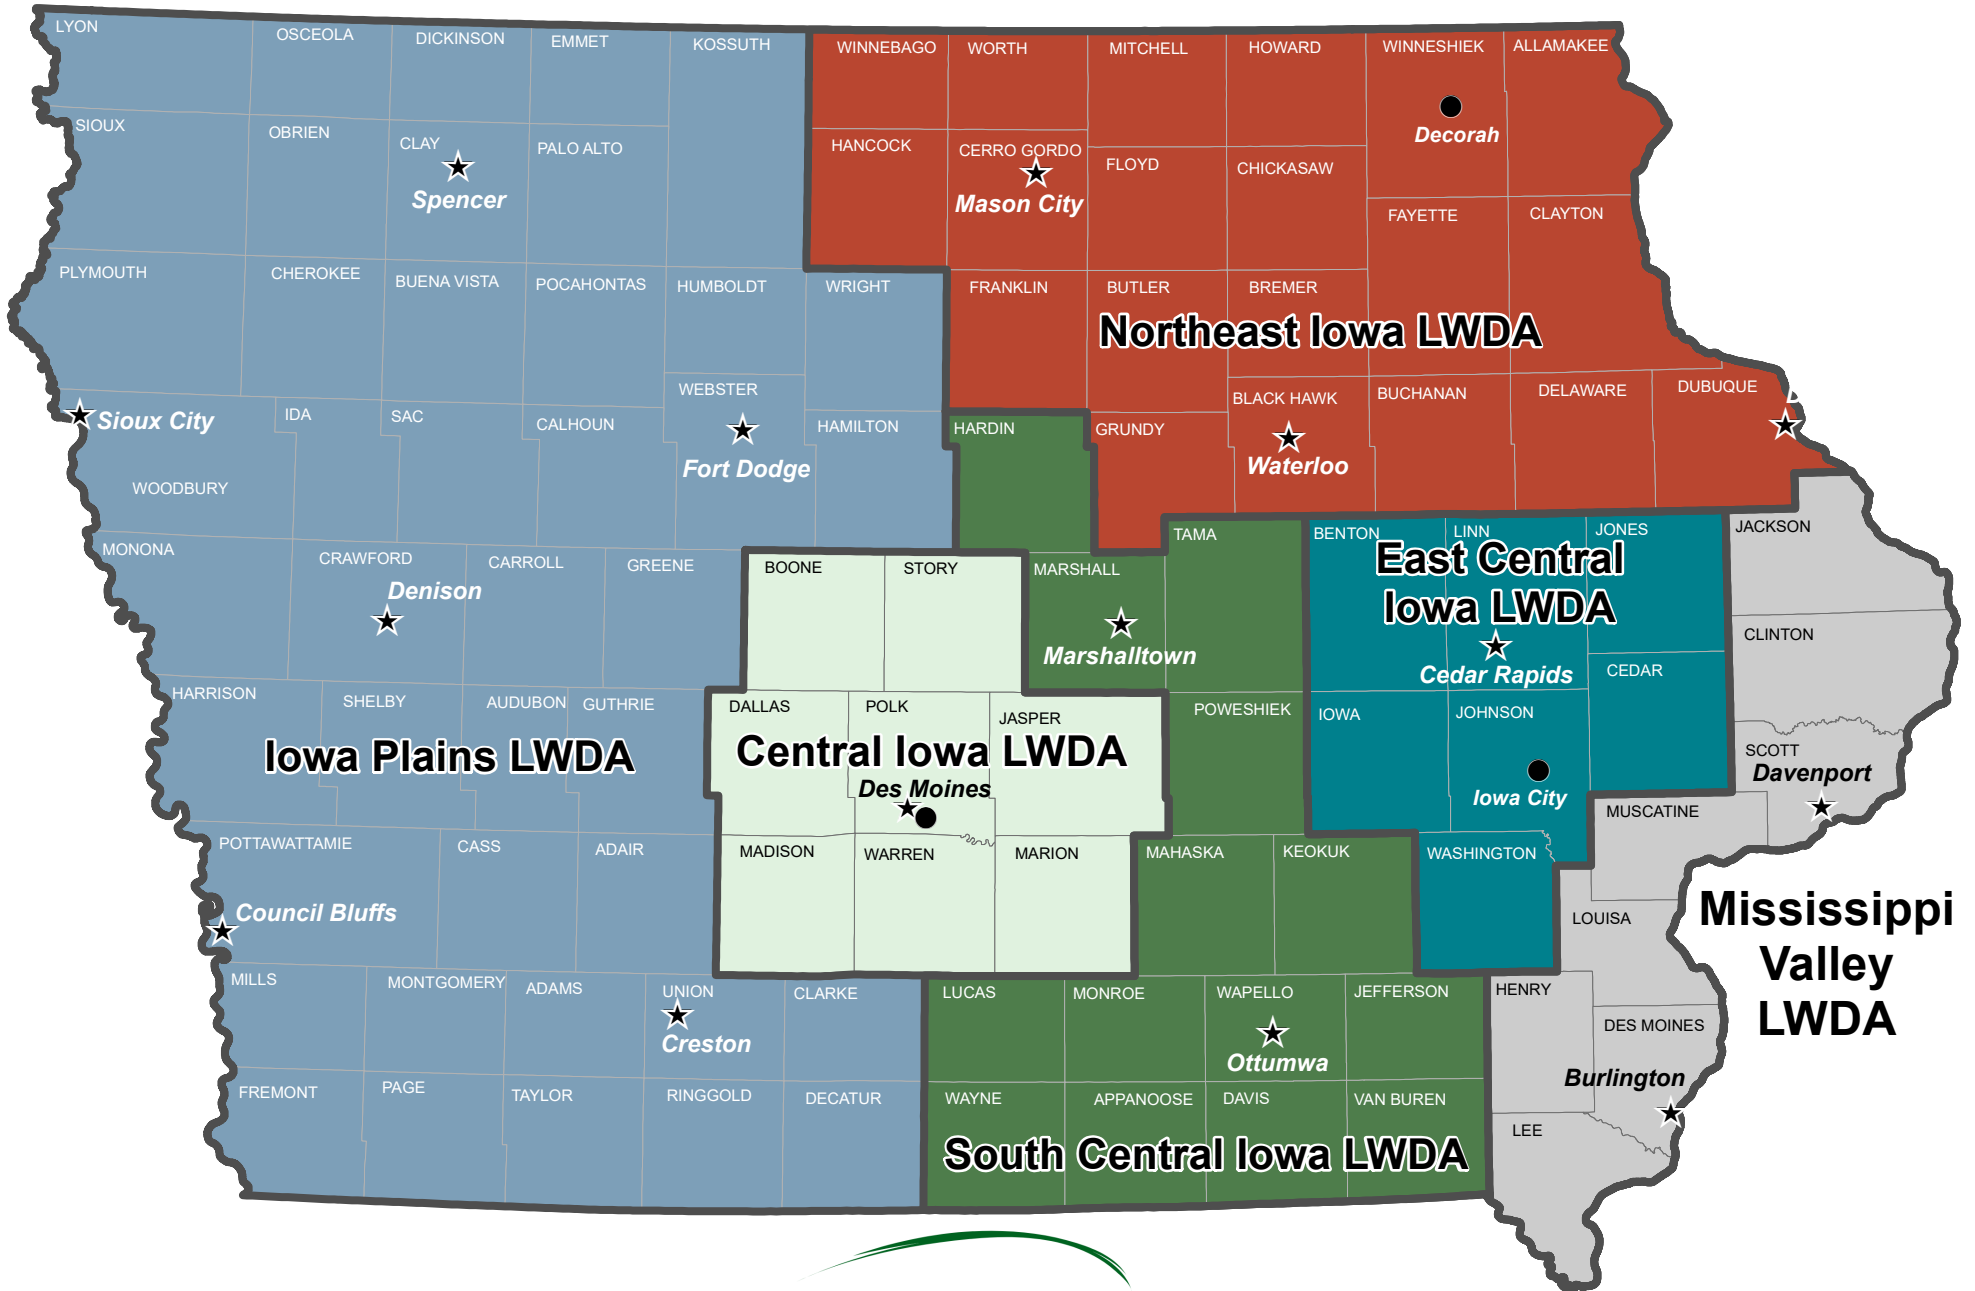 LYON
OSCEOLA
DICKINSON
EMMET
KOSSUTH
WINNEBAGO
WORTH
MITCHELL
HOWARD
WINNESHIEK
ALLAMAKEE
SIOUX
OBRIEN
CLAY
PALO ALTO
HANCOCK
CERRO GORDO
FLOYD
CHICKASAW
Decorah
Spencer
Mason City
FAYETTE
CLAYTON
PLYMOUTH
CHEROKEE
BUENA VISTA
POCAHONTAS
HUMBOLDT
WRIGHT
FRANKLIN
BUTLER
BREMER
Northeast Iowa LWDA
WEBSTER
BLACK HAWK
BUCHANAN
DELAWARE
DUBUQUE
Sioux City
IDA
SAC
CALHOUN
HAMILTON
HARDIN
GRUNDY
Fort Dodge
Waterloo
WOODBURY
MONONA
CRAWFORD
CARROLL
GREENE
BOONE
STORY
MARSHALL
TAMA
BENTON
LINN
JONES
JACKSON
East Central
Iowa LWDA
Denison
Marshalltown
Cedar Rapids
CEDAR
CLINTON
HARRISON
SHELBY
AUDUBON
GUTHRIE
DALLAS
POLK
JASPER
POWESHIEK
IOWA
JOHNSON
Iowa Plains LWDA
Central Iowa LWDA
Des Moines
Iowa City
SCOTT
Davenport
MUSCATINE
POTTAWATTAMIE
CASS
ADAIR
MADISON
WARREN
MARION
MAHASKA
KEOKUK
WASHINGTON
Council Bluffs
LOUISA
Mississippi
Valley
LWDA
MILLS
MONTGOMERY
ADAMS
UNION
CLARKE
LUCAS
MONROE
WAPELLO
JEFFERSON
HENRY
DES MOINES
Creston
Ottumwa
Burlington
FREMONT
PAGE
TAYLOR
RINGGOLD
DECATUR
WAYNE
APPANOOSE
DAVIS
VAN BUREN
LEE
South Central Iowa LWDA